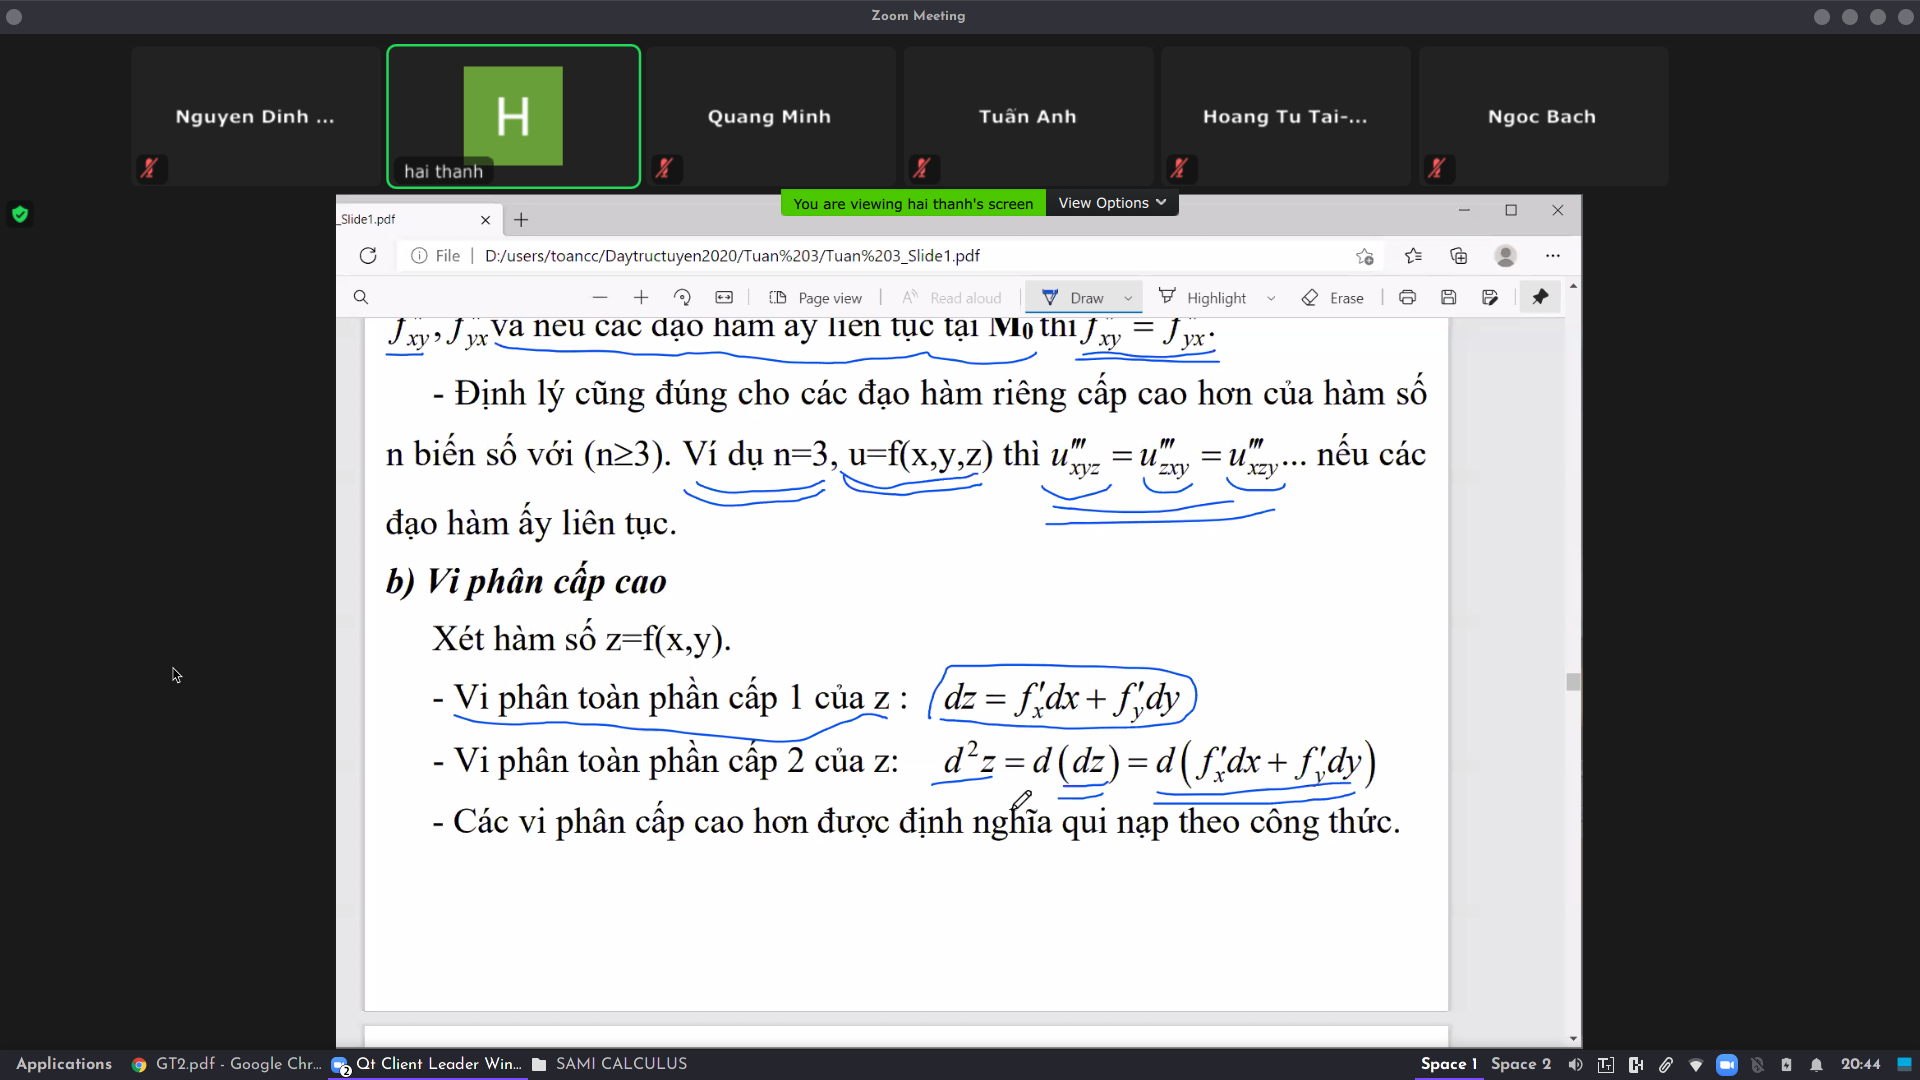 Zoom Meeting
Nguyen Dinh ...
H
hai thanh
Quang Minh
Tuấn Anh
Hoang Tu Tai-...
Ngoc Bach
You are viewing hai thanh's screen
View Options
_Slide1.pdf
File
D:/users/toancc/Daytructuyen2020/Tuan%203/Tuan%203_Slide1.pdf
Page view
Read aloud
Draw
Highlight
Erase
f''xy, f''yx và nếu các đạo hàm ấy liên tục tại M0 thì f''xy = f''yx.
- Định lý cũng đúng cho các đạo hàm riêng cấp cao hơn của hàm số
n biến số với (n≥3). Ví dụ n=3, u=f(x,y,z) thì u'''xyz = u'''zxy = u'''xzy... nếu các
đạo hàm ấy liên tục.
b) Vi phân cấp cao
Xét hàm số z=f(x,y).
- Vi phân toàn phần cấp 1 của z : dz = f'x dx + f'y dy
- Vi phân toàn phần cấp 2 của z: d²z = d(dz) = d(f'x dx + f'y dy)
- Các vi phân cấp cao hơn được định nghĩa qui nạp theo công thức.
Applications
GT2.pdf - Google Chr...
2
Qt Client Leader Win...
SAMI CALCULUS
Space 1
Space 2
20:44